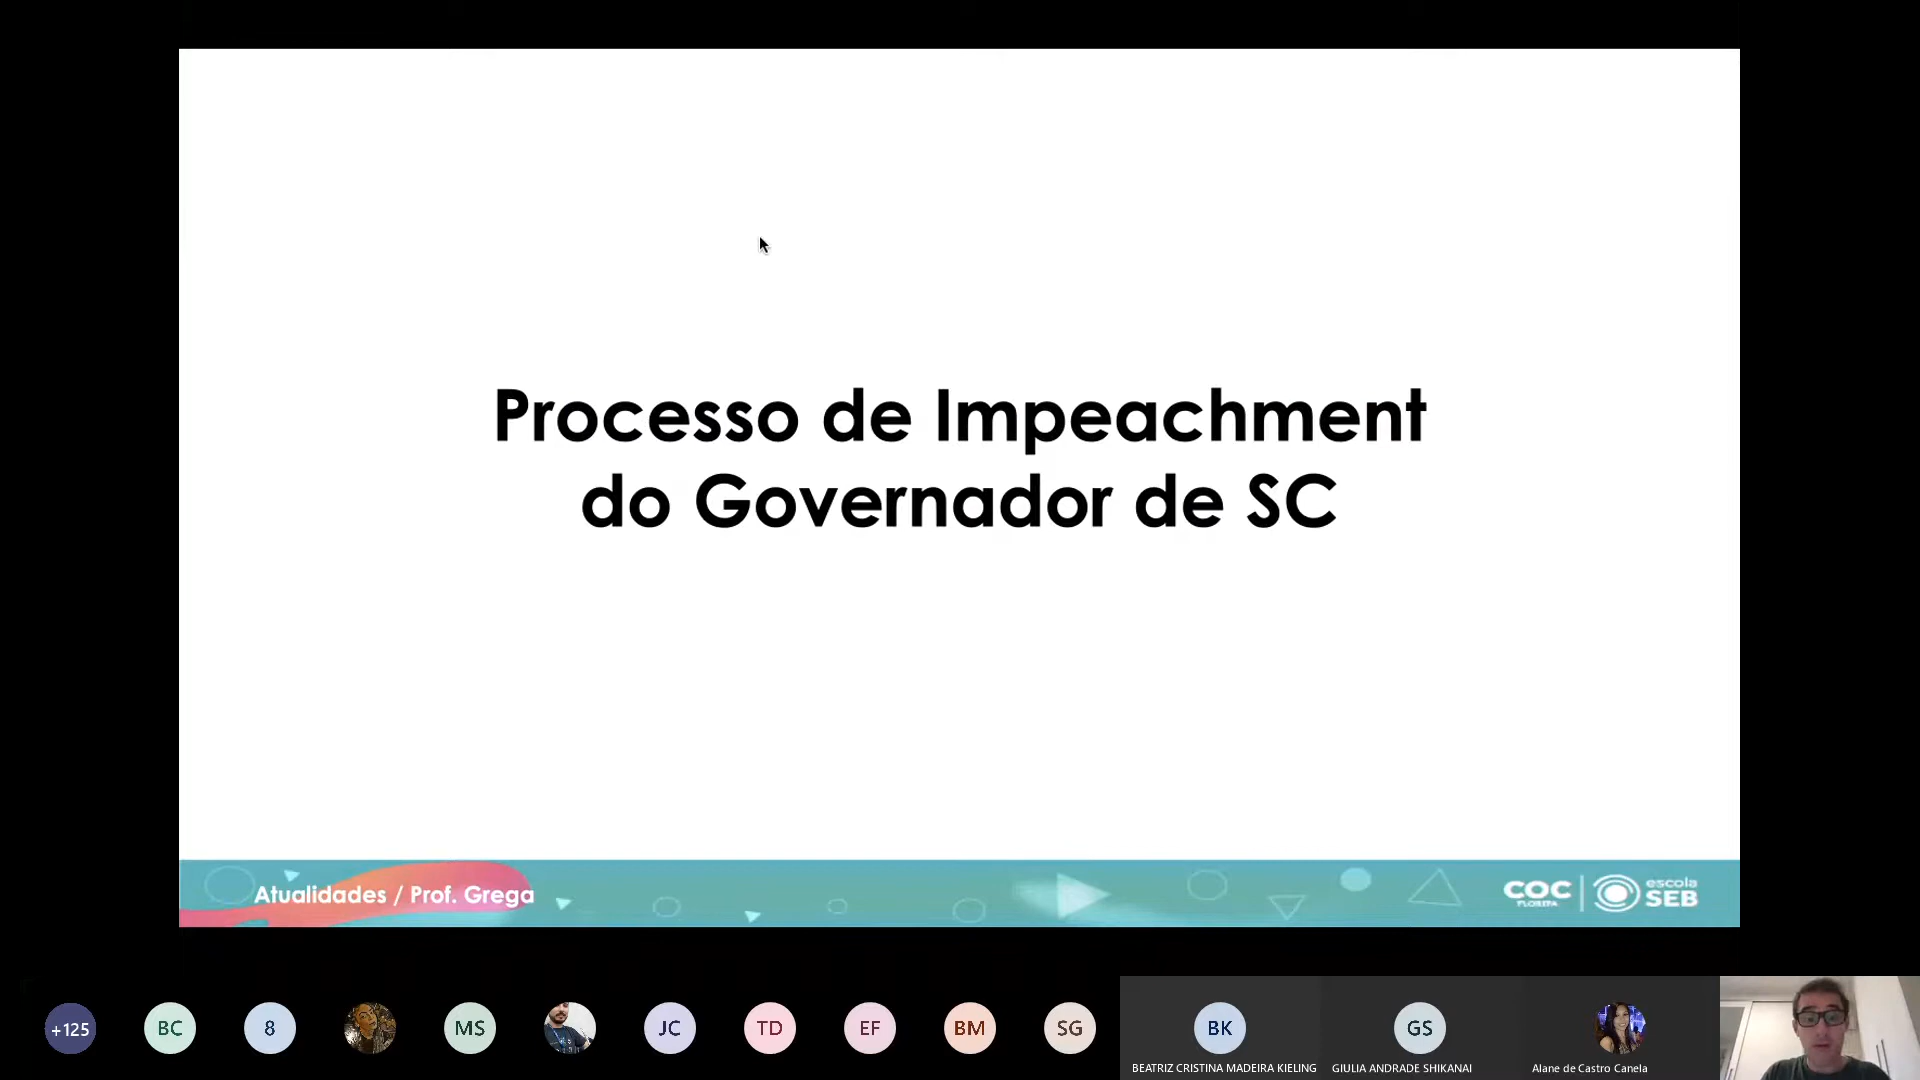 Processo de Impeachment
do Governador de SC
Atualidades / Prof. Grega
COC
FLORIPA
escola
SEB
+125
BC
8
MS
JC
TD
EF
BM
SG
BK
GS
BEATRIZ CRISTINA MADEIRA KIELING
GIULIA ANDRADE SHIKANAI
Alane de Castro Canela